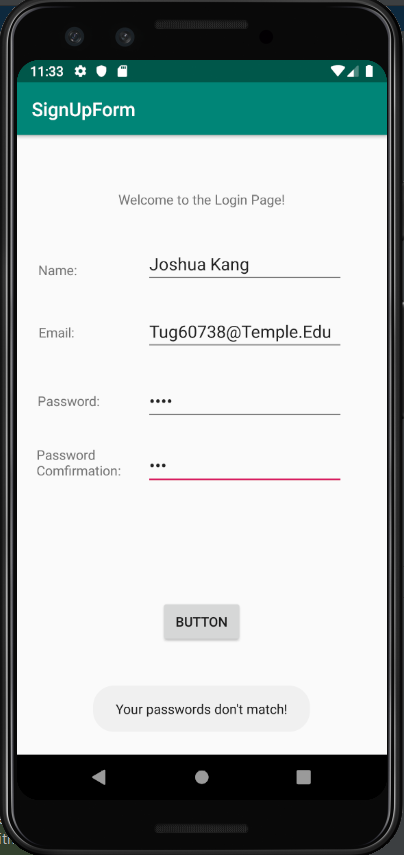 11:33
SignUpForm
Welcome to the Login Page!
Name: Joshua Kang
Email: Tug60738@Temple.Edu
Password: ••••
Password
Comfirmation: •••
BUTTON
Your passwords don't match!